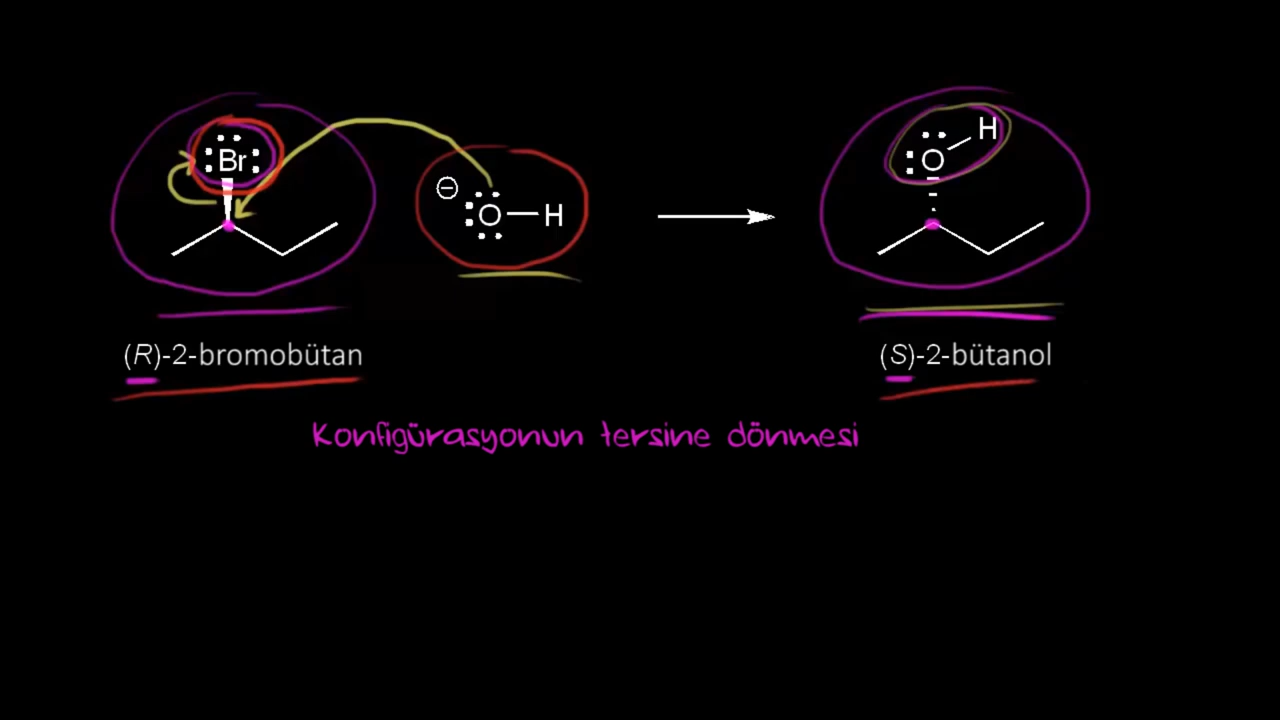 Br
⊖
O—H
O H
(R)-2-bromobütan
(S)-2-bütanol
Konfigürasyonun tersine dönmesi